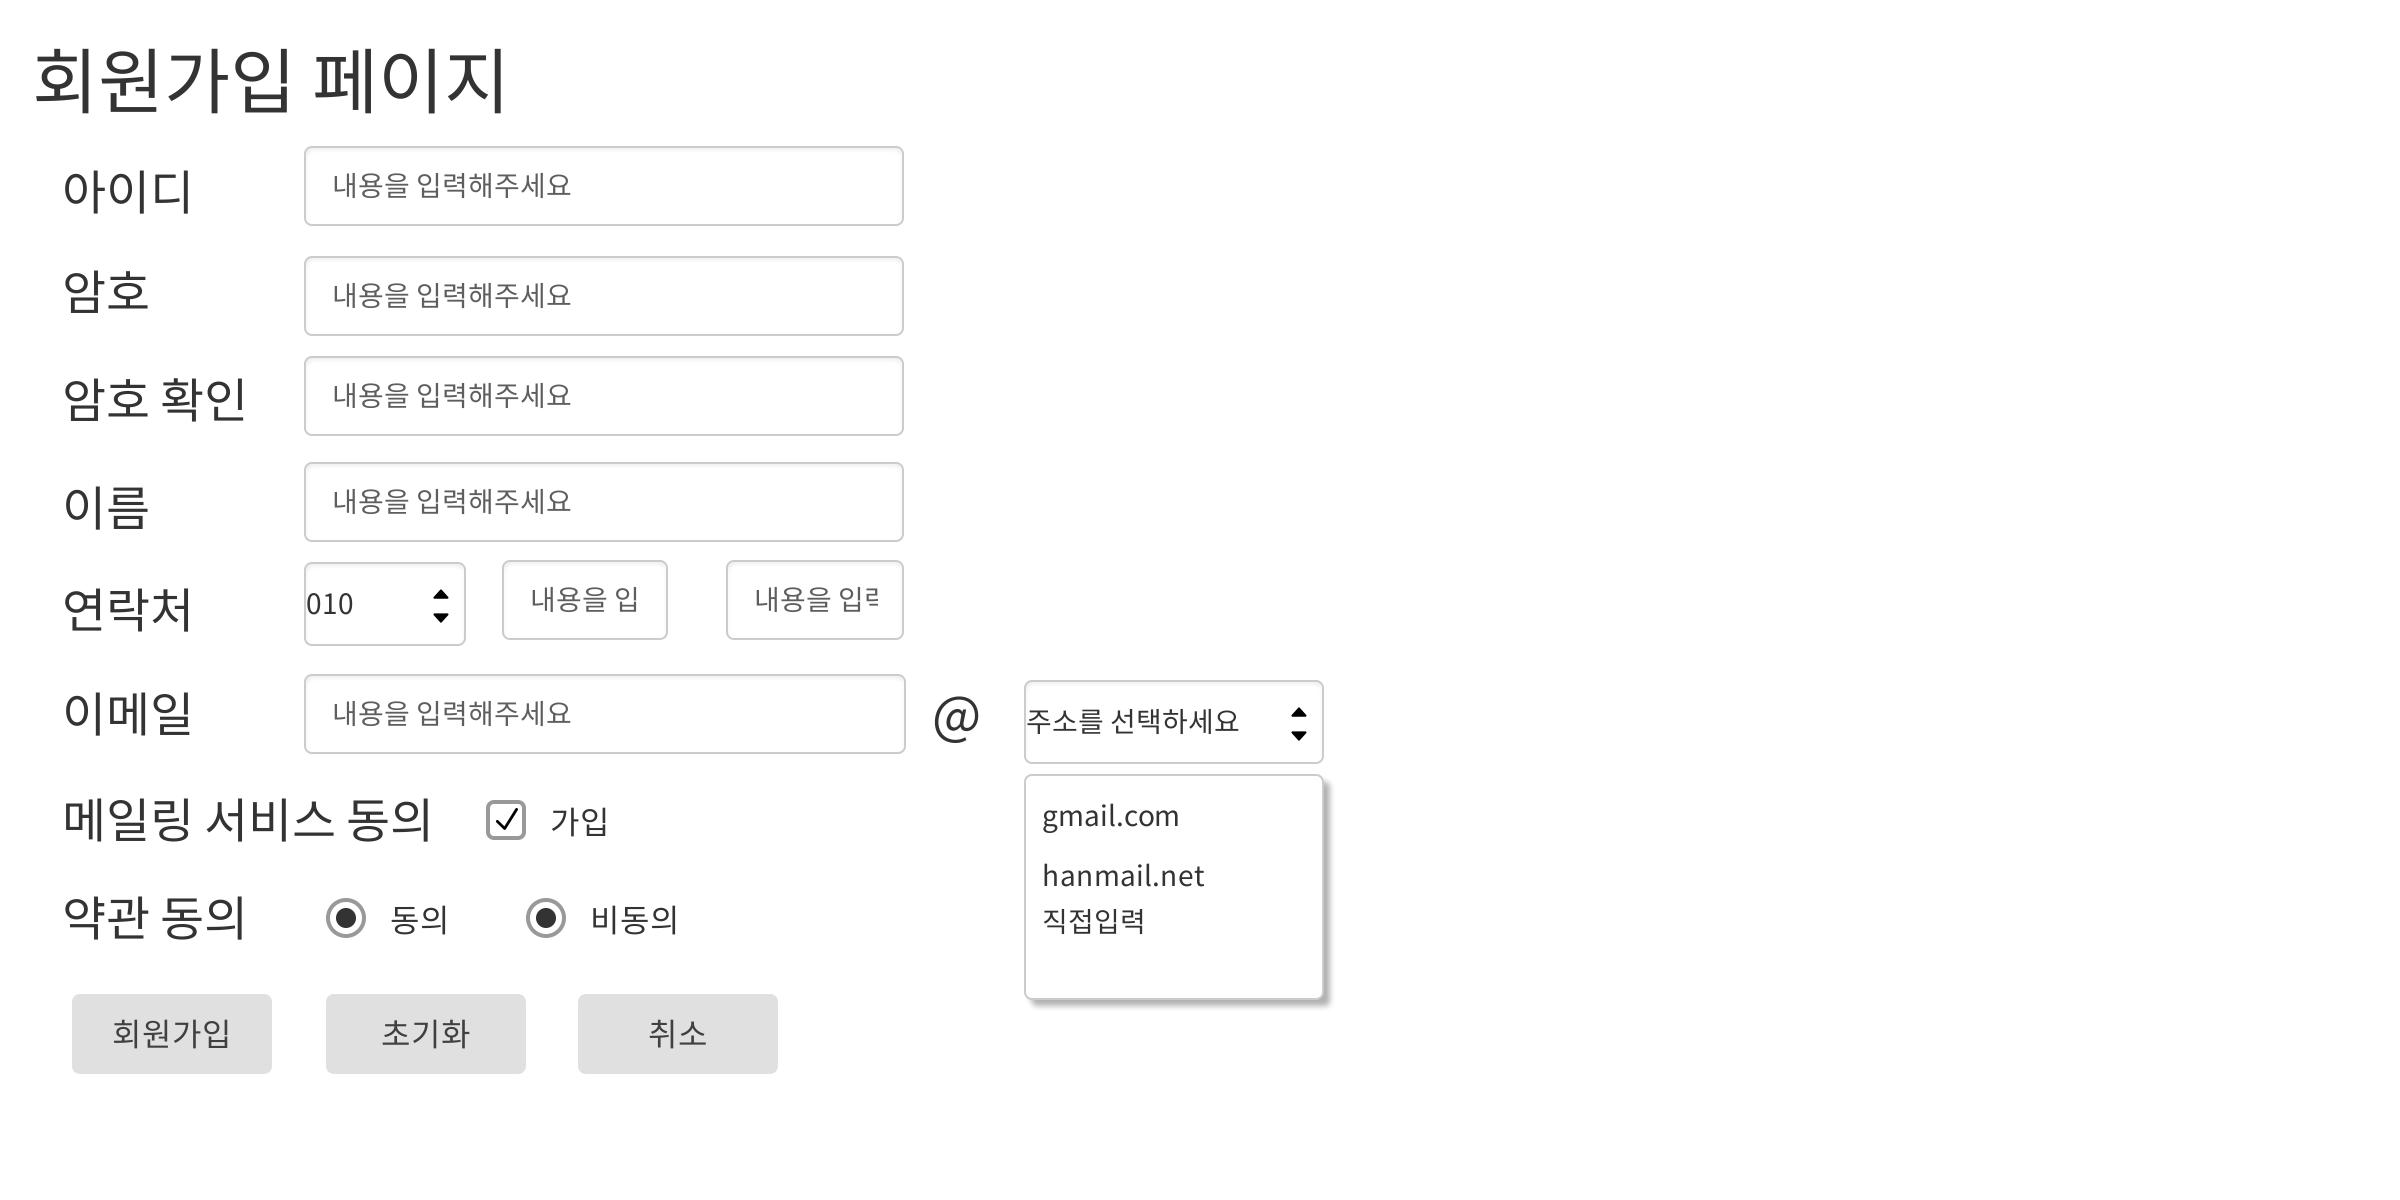 회원가입 페이지
아이디 내용을 입력해주세요
암호 내용을 입력해주세요
암호 확인 내용을 입력해주세요
이름 내용을 입력해주세요
연락처 010 내용을 입 내용을 입
이메일 내용을 입력해주세요 @ 주소를 선택하세요
gmail.com
메일링 서비스 동의 가입
hanmail.net
약관 동의 동의 비동의
직접입력
회원가입 초기화 취소